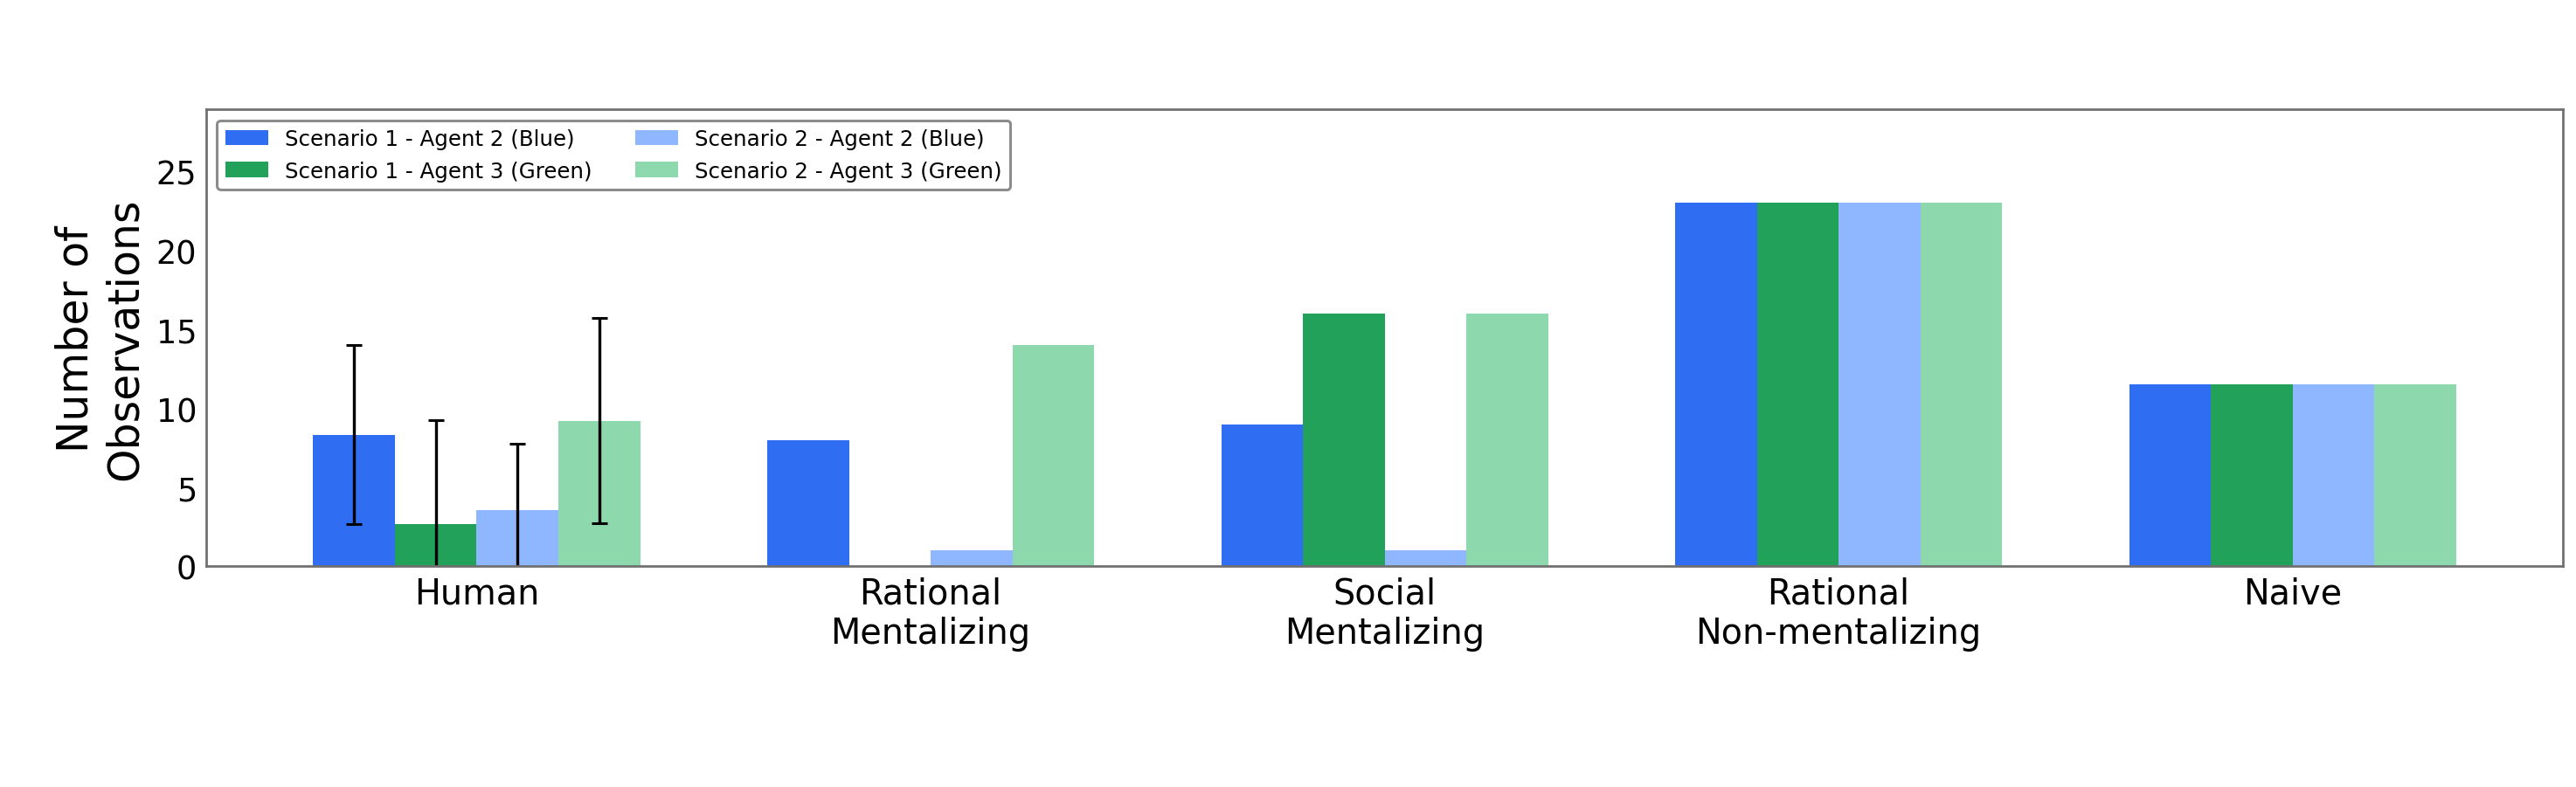 Scenario 1 - Agent 2 (Blue)
Scenario 1 - Agent 3 (Green)
Scenario 2 - Agent 2 (Blue)
Scenario 2 - Agent 3 (Green)
Number of
Observations
25
20
15
10
5
0
Human
Rational
Mentalizing
Social
Mentalizing
Rational
Non-mentalizing
Naive